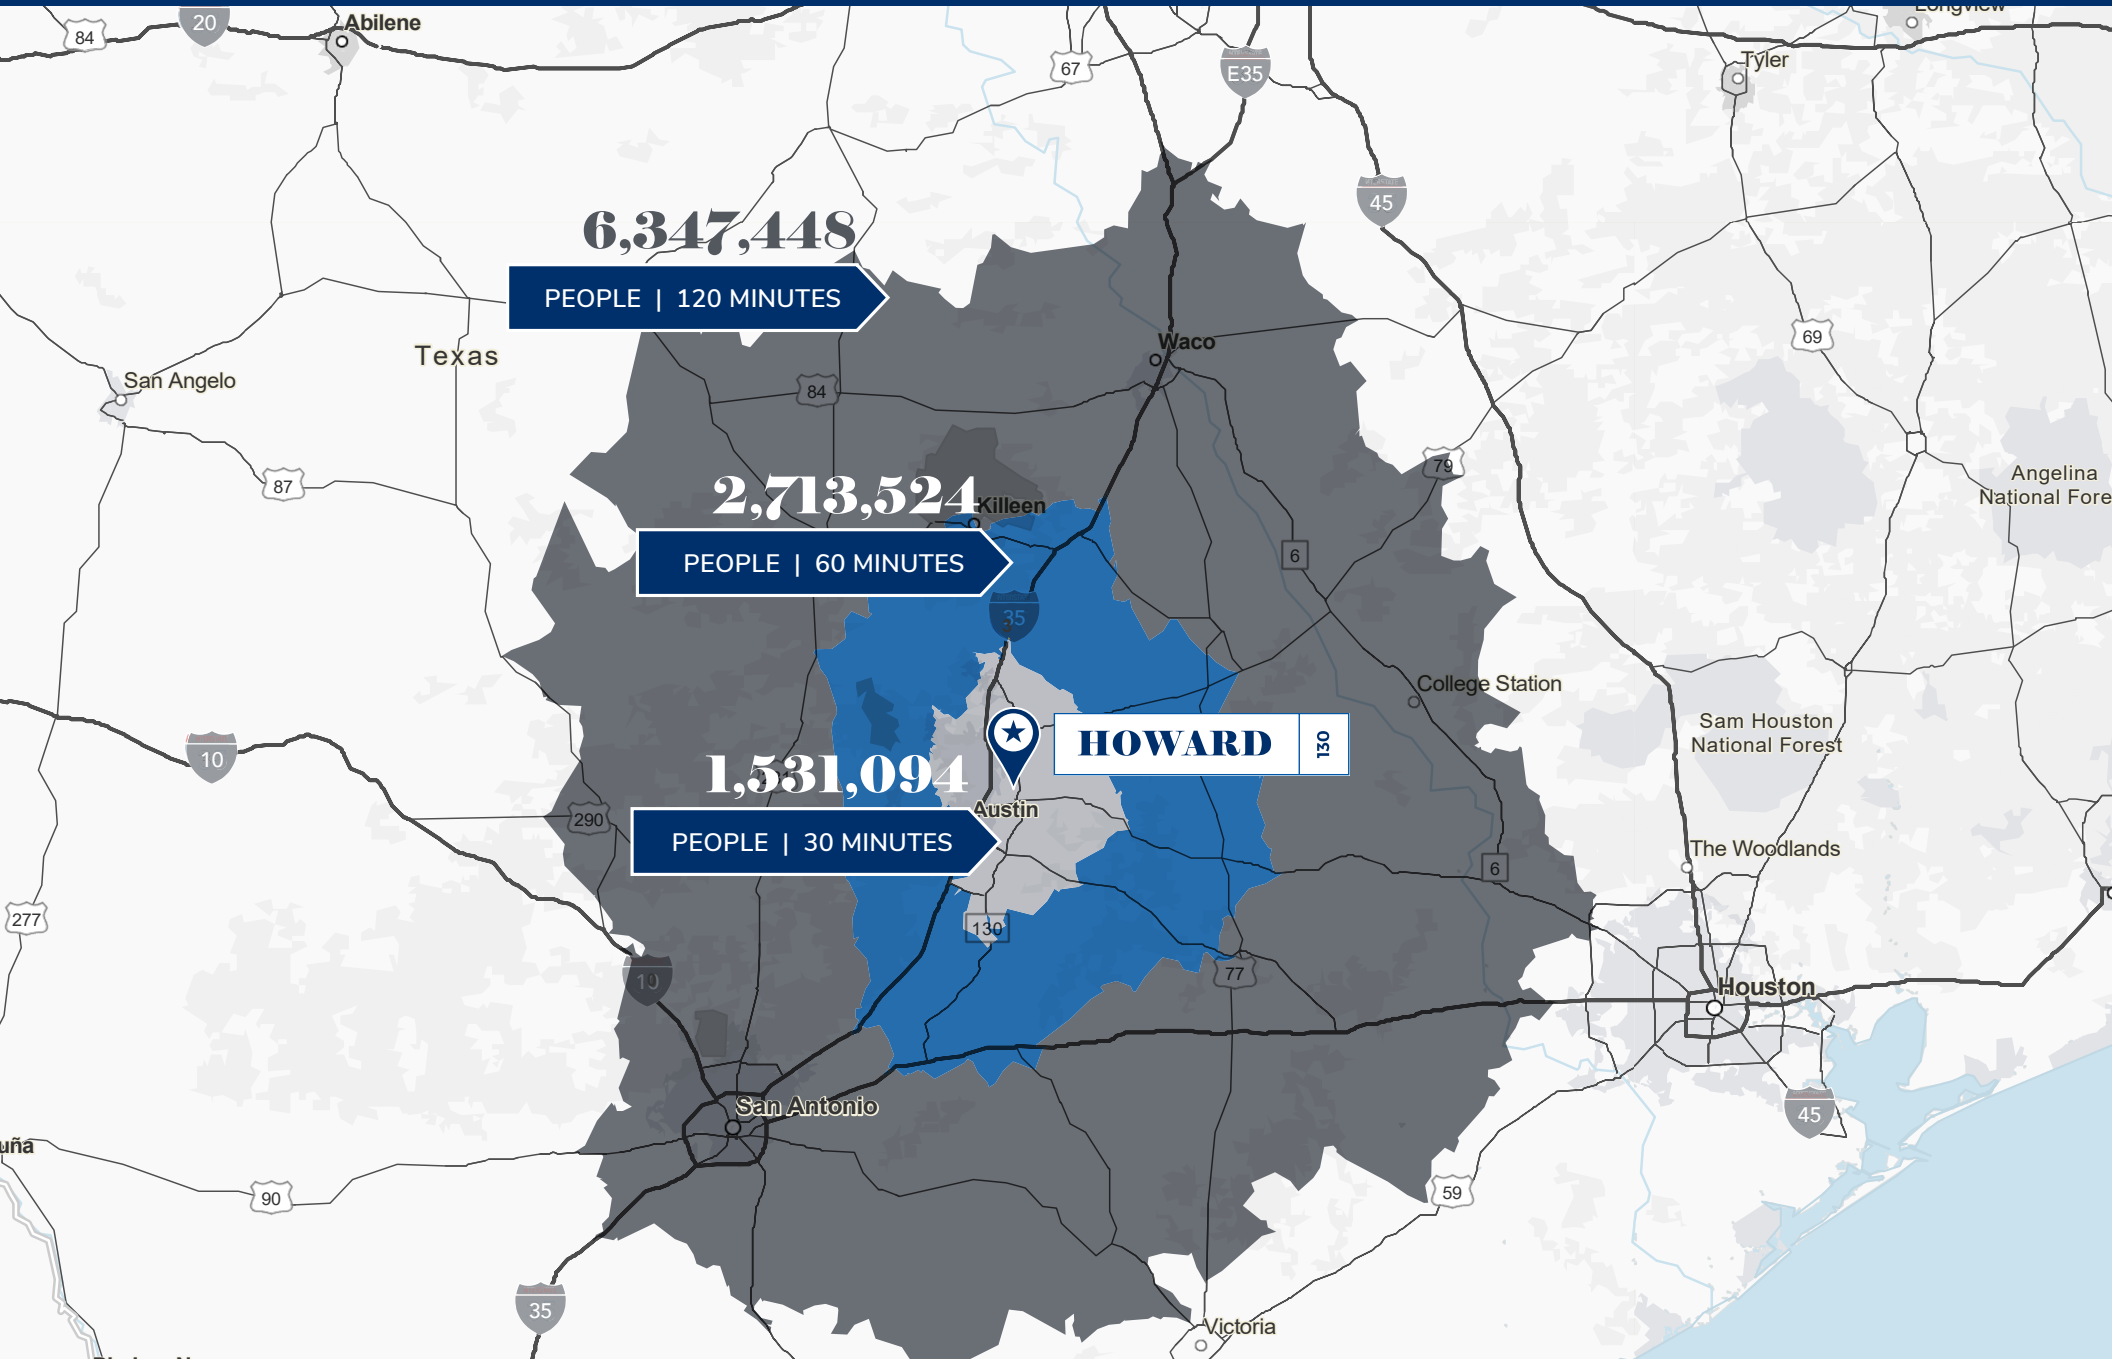 Abilene
84
20
67
E35
Tyler
45
6,347,448
PEOPLE | 120 MINUTES
Texas
San Angelo
Waco
69
84
87
79
Angelina
National Fore
2,713,524
Killeen
PEOPLE | 60 MINUTES
6
35
College Station
Sam Houston
National Forest
HOWARD 130
10
1,531,094
Austin
PEOPLE | 30 MINUTES
290
The Woodlands
6
277
130
77
10
Houston
San Antonio
45
uña
90
59
35
Victoria